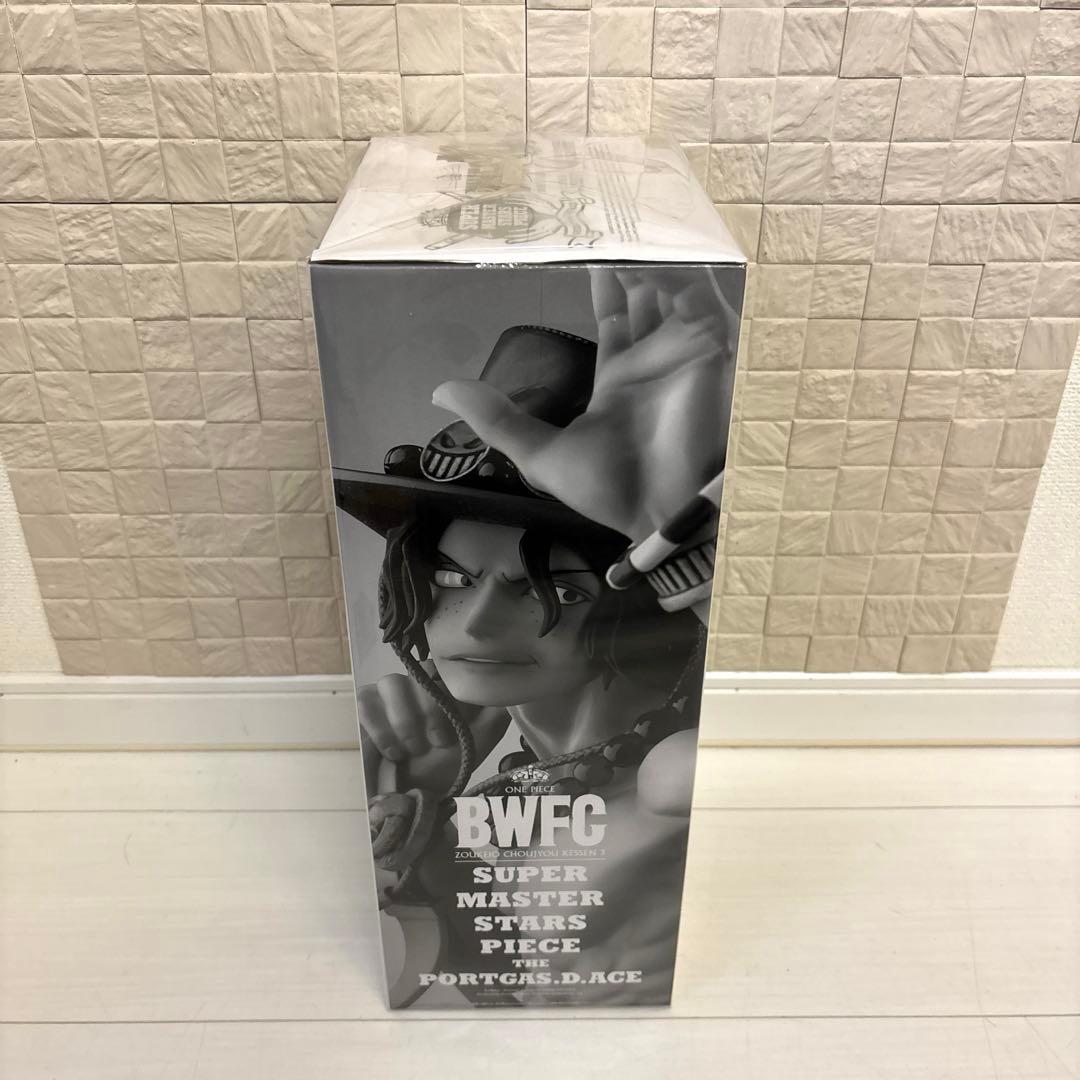 ONE PIECE
BWFC
ZOUKEIO CHOUJYOU KESSEN 3
SUPER
MASTER
STARS
PIECE
THE
PORTGAS.D.ACE